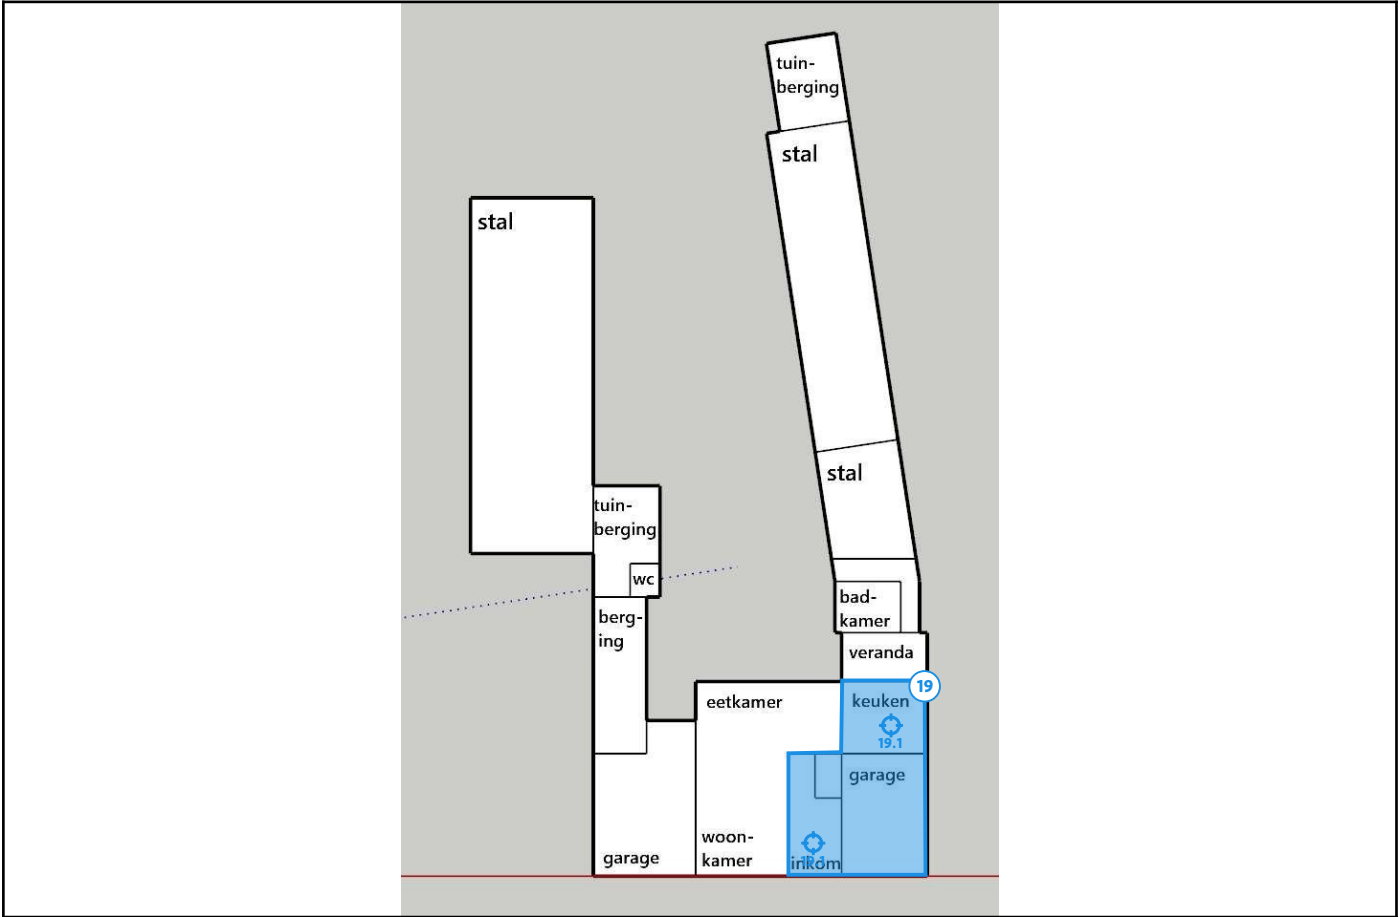 tuin-
berging
stal
stal
stal
tuin-
berging
wc
bad-
kamer
berg-
ing
veranda
19
eetkamer
keuken
19.1
garage
woon-
kamer
garage
inkom